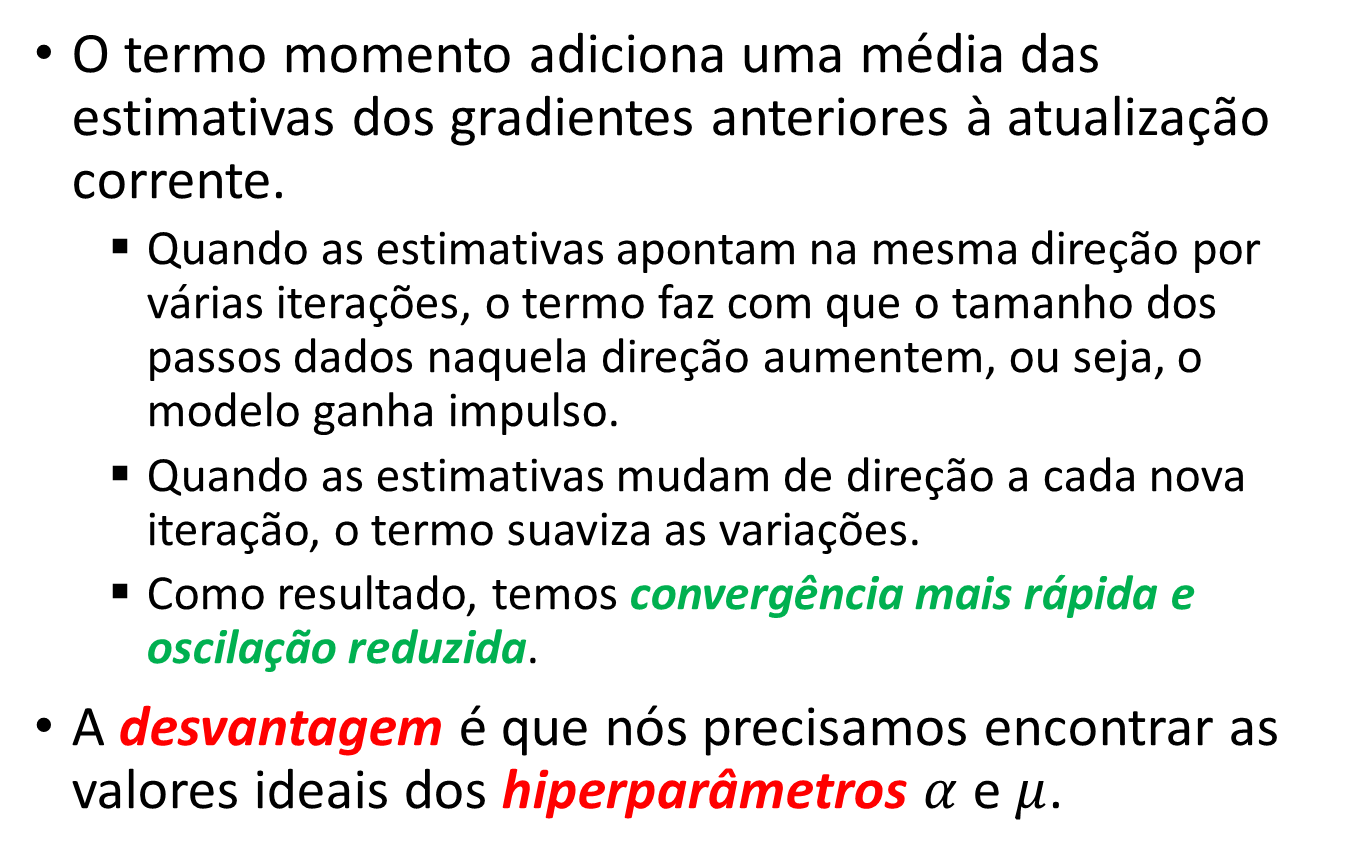 • O termo momento adiciona uma média das
estimativas dos gradientes anteriores à atualização
corrente.
▪ Quando as estimativas apontam na mesma direção por
várias iterações, o termo faz com que o tamanho dos
passos dados naquela direção aumentem, ou seja, o
modelo ganha impulso.
▪ Quando as estimativas mudam de direção a cada nova
iteração, o termo suaviza as variações.
▪ Como resultado, temos convergência mais rápida e
oscilação reduzida.
• A desvantagem é que nós precisamos encontrar as
valores ideais dos hiperparâmetros 𝛼 e 𝜇.